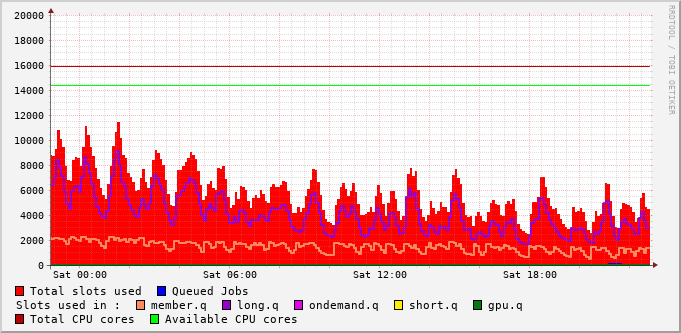 20000
18000
16000
14000
12000
10000
8000
6000
4000
2000
0
Sat 00:00 Sat 06:00 Sat 12:00 Sat 18:00
RRDTOOL / TOBI OETIKER
Total slots used Queued Jobs
Slots used in : member.q long.q ondemand.q short.q gpu.q
Total CPU cores Available CPU cores